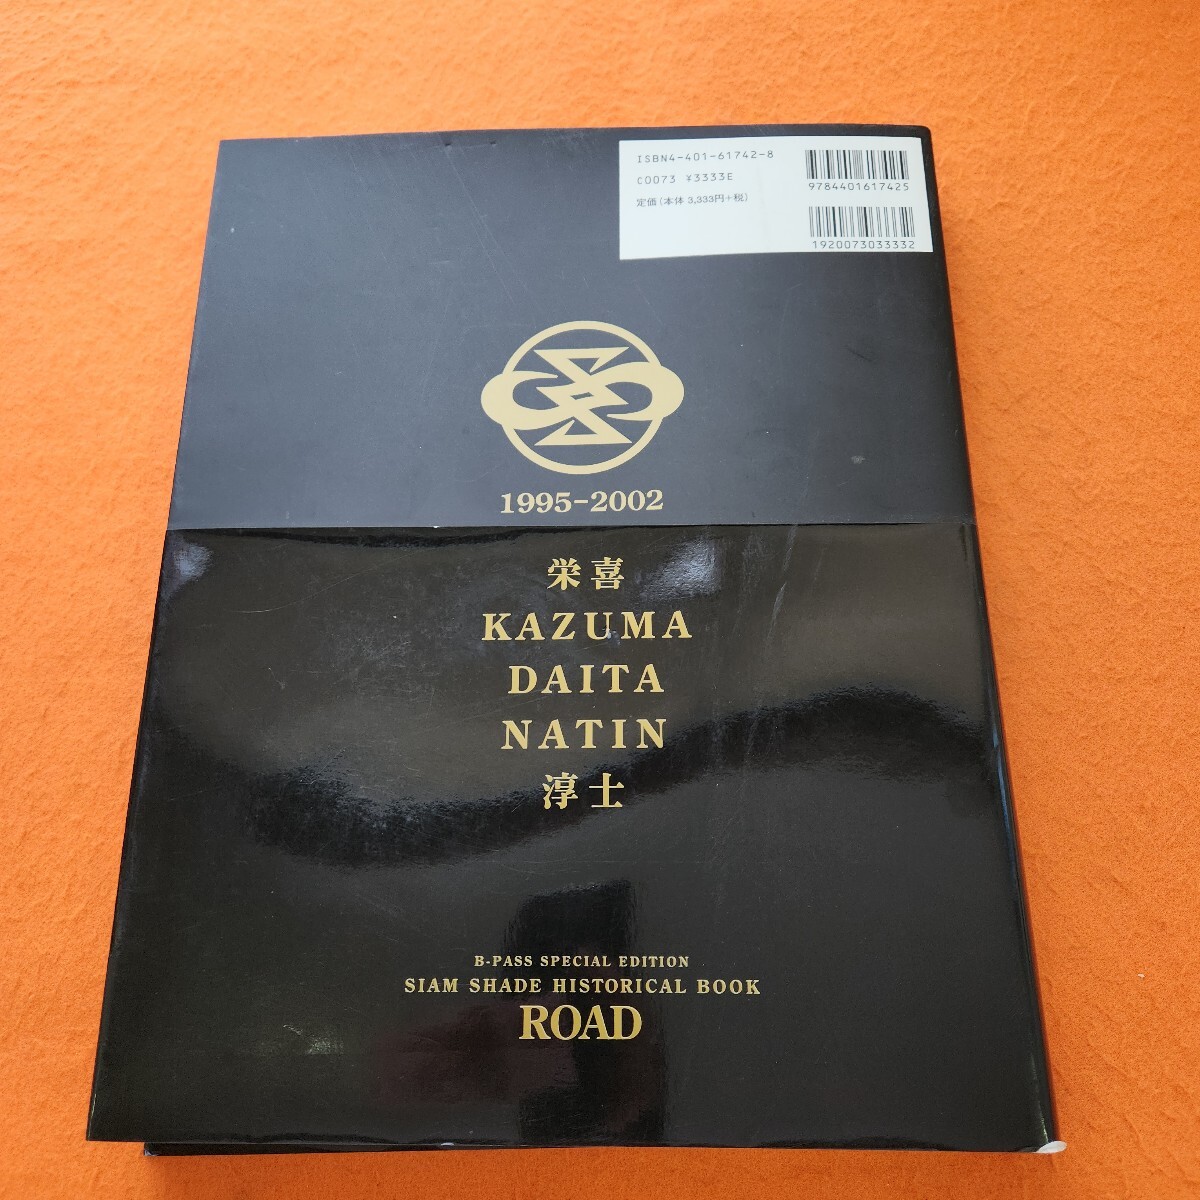 ISBN4-401-61742-8
C0073 ¥3333E
定価(本体 3,333円+税)
9784401617425
1920073033332
1995-2002
栄喜
KAZUMA
DAITA
NATIN
淳士
B-PASS SPECIAL EDITION
SIAM SHADE HISTORICAL BOOK
ROAD